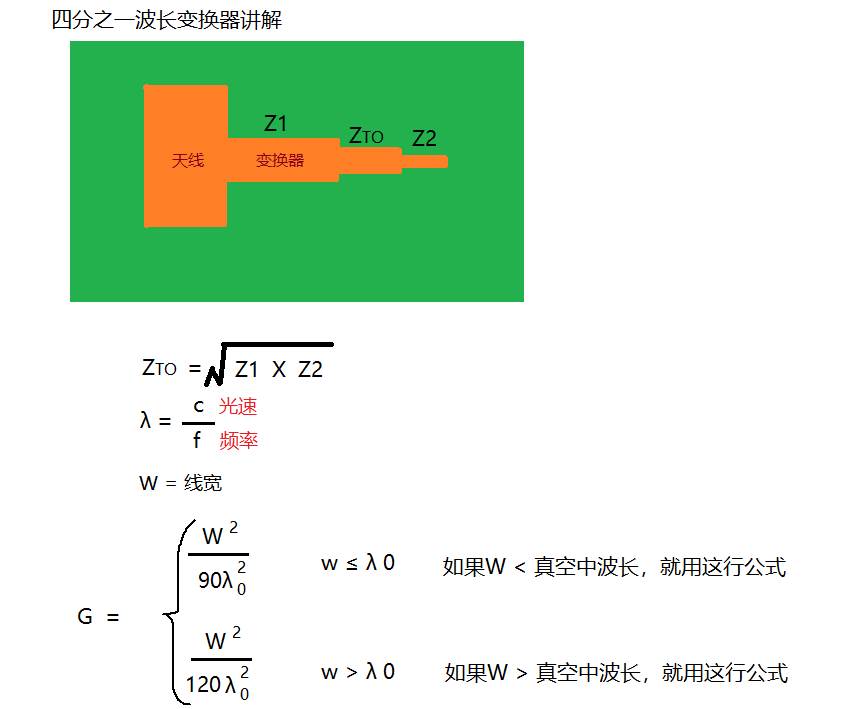 四分之一波长变换器讲解
Z1
ZTO
Z2
天线
变换器
ZTO = √ Z1 X Z2
λ = c / f 光速 频率
W = 线宽
G =
W² / 90λ₀² w ≤ λ 0 如果W < 真空中波长，就用这行公式
W² / 120λ₀² w > λ 0 如果W > 真空中波长，就用这行公式